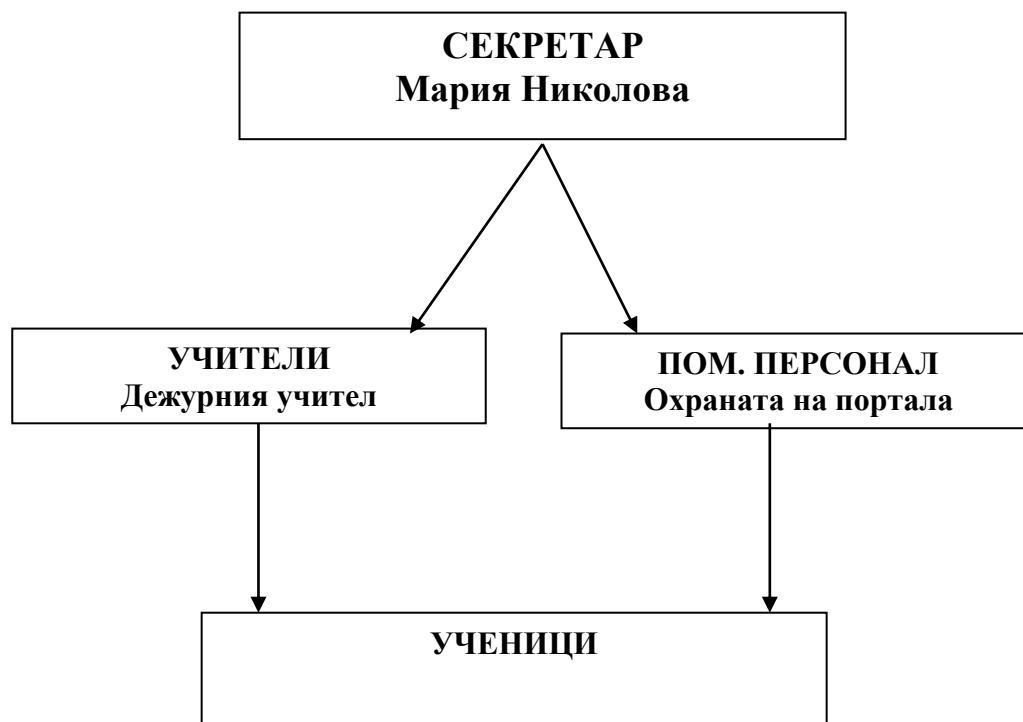 СЕКРЕТАР
Мария Николова
УЧИТЕЛИ
Дежурния учител
ПОМ. ПЕРСОНАЛ
Охраната на портала
УЧЕНИЦИ